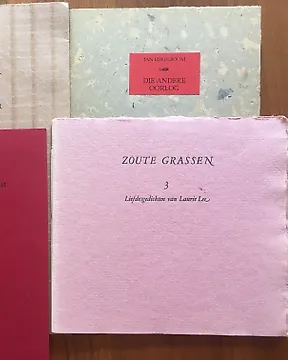 DIE ANDERE
OORLOG
ZOUTE GRASSEN
3
Liefdesgedichten van Laurie Lee